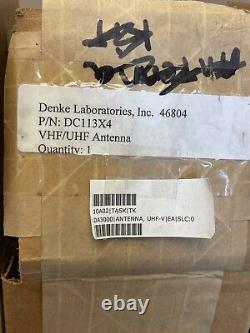 Denke Laboratories, Inc. 46804
P/N: DC113X4
VHF/UHF Antenna
Quantity: 1
10A02|TASK|TK
DA3000|ANTENNA, UHF-V|EA|SLC:0